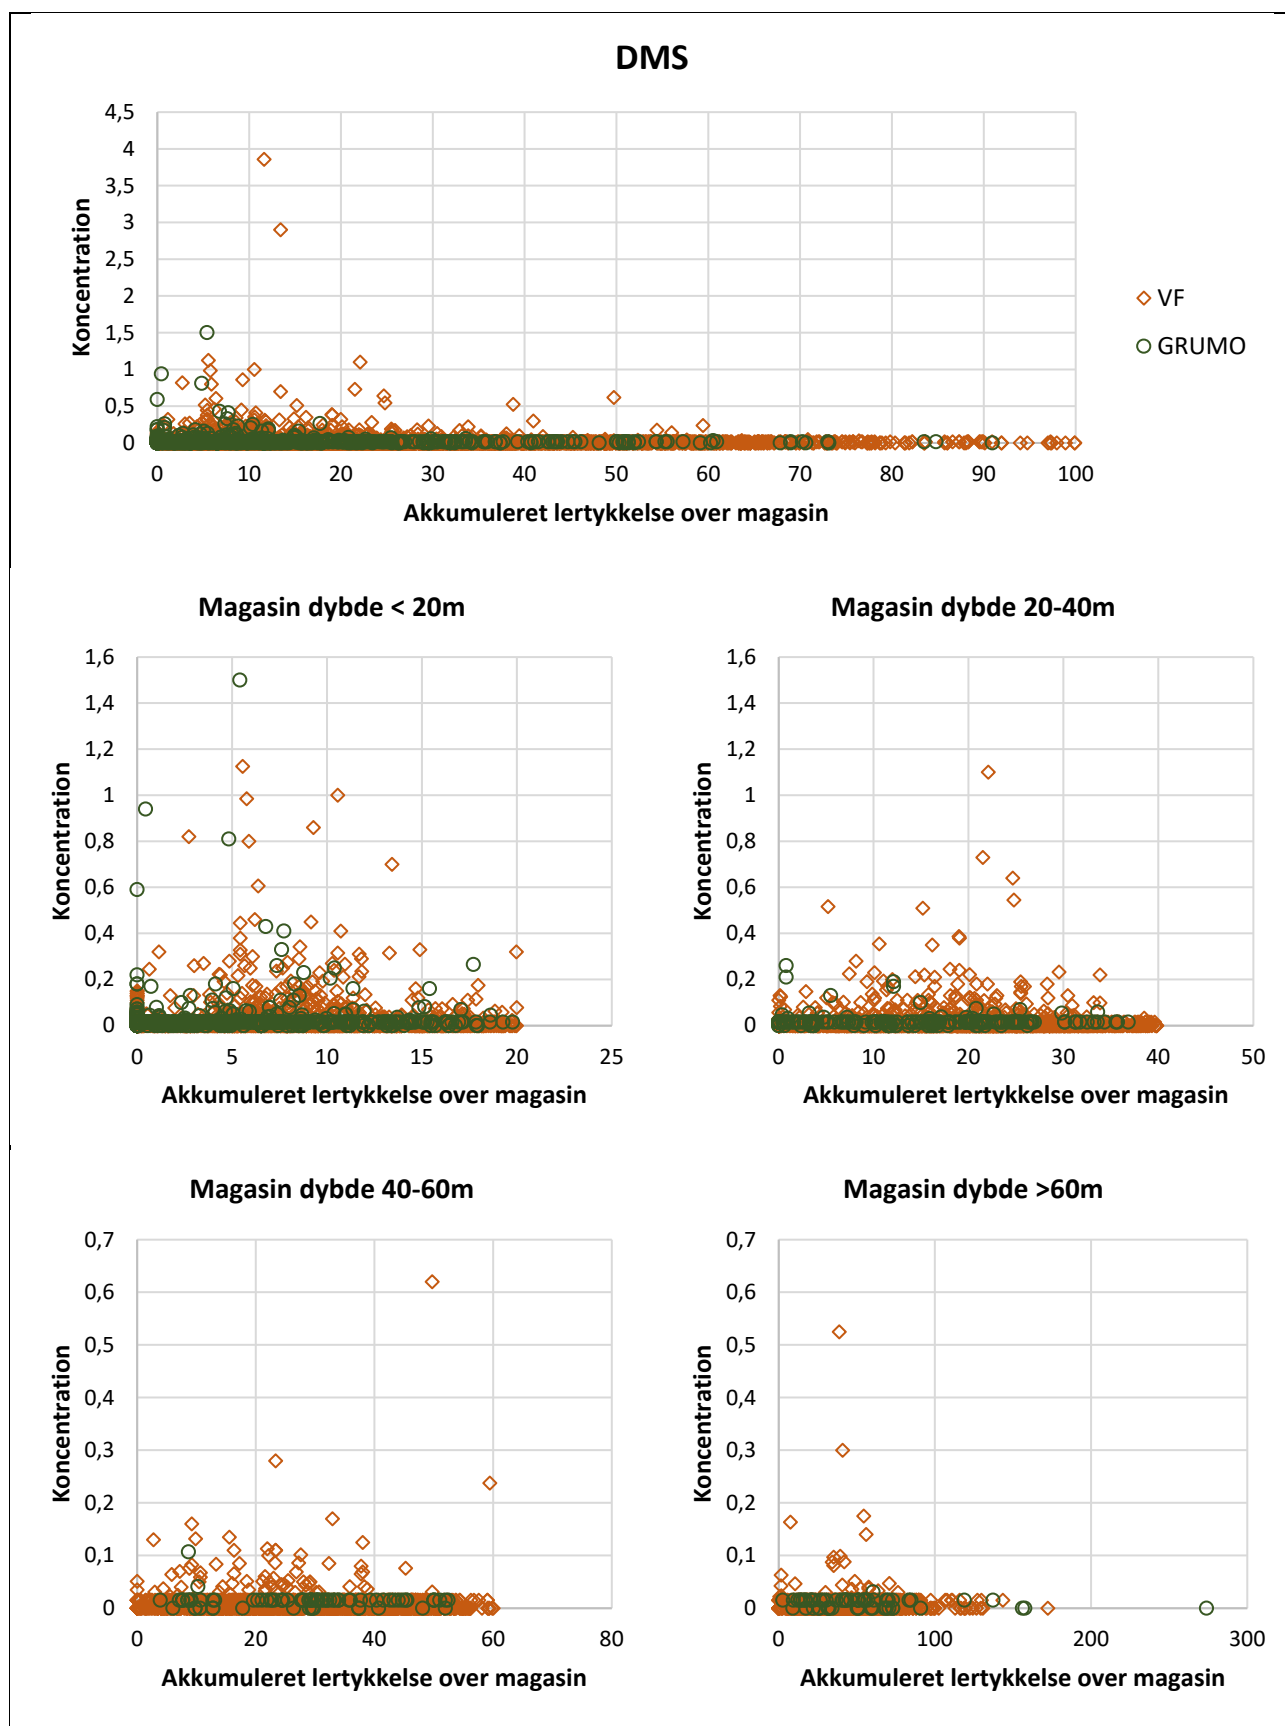 DMS
4,5
4
3,5
3
2,5
2
1,5
1
0,5
0
Koncentration
0 10 20 30 40 50 60 70 80 90 100
Akkumuleret lertykkelse over magasin
VF
GRUMO
Magasin dybde < 20m
1,6
1,4
1,2
1
0,8
0,6
0,4
0,2
0
Koncentration
0 5 10 15 20 25
Akkumuleret lertykkelse over magasin
Magasin dybde 20-40m
1,6
1,4
1,2
1
0,8
0,6
0,4
0,2
0
Koncentration
0 10 20 30 40 50
Akkumuleret lertykkelse over magasin
Magasin dybde 40-60m
0,7
0,6
0,5
0,4
0,3
0,2
0,1
0
Koncentration
0 20 40 60 80
Akkumuleret lertykkelse over magasin
Magasin dybde >60m
0,7
0,6
0,5
0,4
0,3
0,2
0,1
0
Koncentration
0 100 200 300
Akkumuleret lertykkelse over magasin